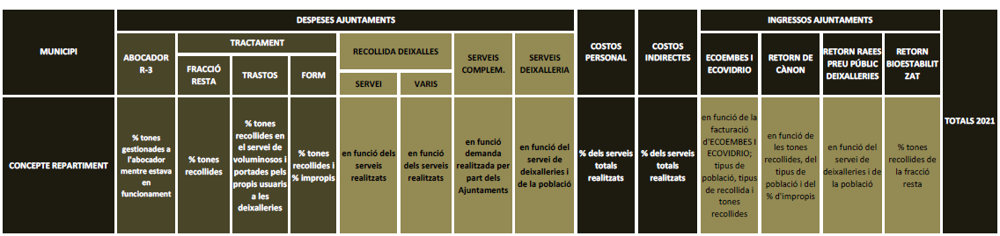 MUNICIPI
DESPESES AJUNTAMENTS
INGRESSOS AJUNTAMENTS
TOTALS 2021
ABOCADOR
R-3
TRACTAMENT
FRACCIÓ
RESTA
TRASTOS
FORM
RECOLLIDA DEIXALLES
SERVEI
VARIS
SERVEIS
COMPLEM.
SERVEIS
DEIXALLERIA
COSTOS
PERSONAL
COSTOS
INDIRECTES
ECOEMBES I
ECOVIDRIO
RETORN DE
CÀNON
RETORN RAEES
PREU PÚBLIC
DEIXALLERIES
RETORN
BIOESTABILIT
ZAT
CONCEPTE REPARTIMENT
% tones
gestionades a
l'abocador
mentre estava
en
funcionament
% tones
recollides
% tones
recollides en
el servei de
voluminosos i
portades pels
propis usuaris
a les
deixalleries
% tones
recollides i
% impropis
en funció dels
serveis
realitzats
en funció
dels serveis
realitzats
en funció
demanda
realitzada per
part dels
Ajuntaments
en funció del
servei de
deixalleries i
de la població
% dels serveis
totals
realitzats
% dels serveis
totals
realitzats
en funció de la
facturació
d'ECOEMBES I
ECOVIDRIO;
tipus de
població, tipus
de recollida i
tones
recollides
en funció de
les tones
recollides, del
tipus de
població i del
% d'impropis
en funció del
servei de
deixalleries i de
la població
% tones
recollides de
la fracció
resta